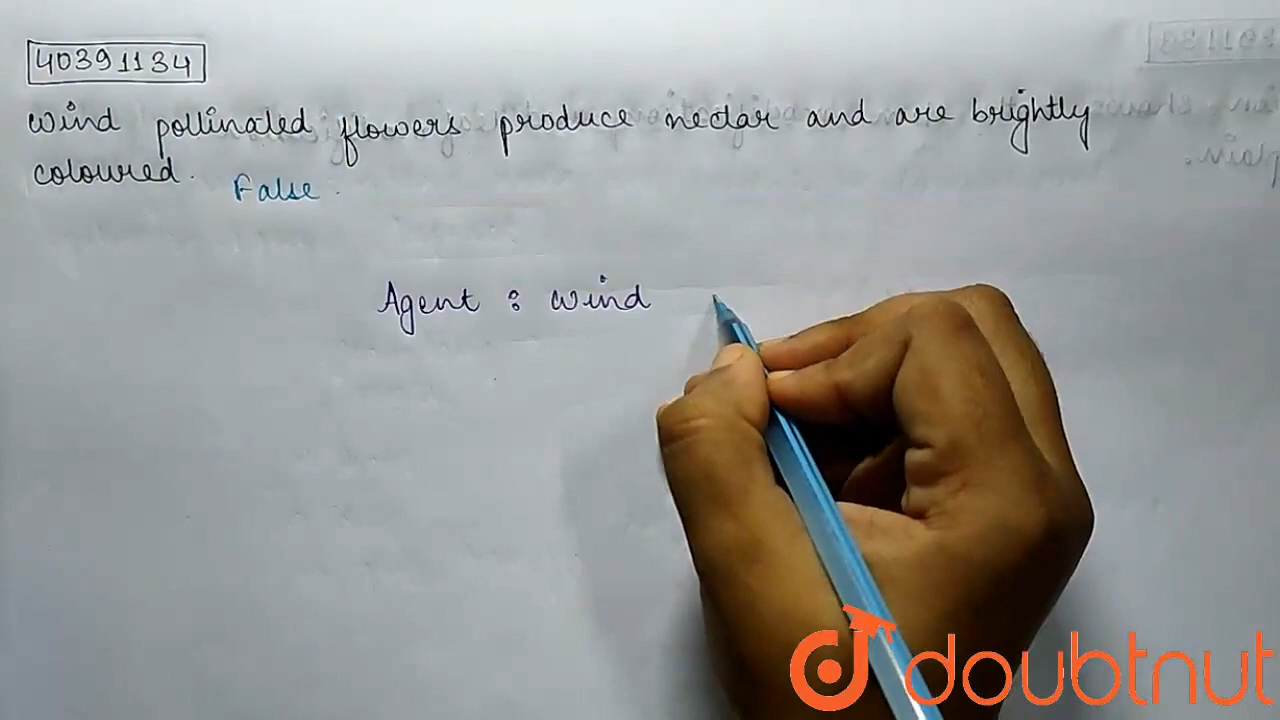 40391134
Wind pollinated flowers produce nectar and are brightly
coloured. False.
Agent : Wind
doubtnut